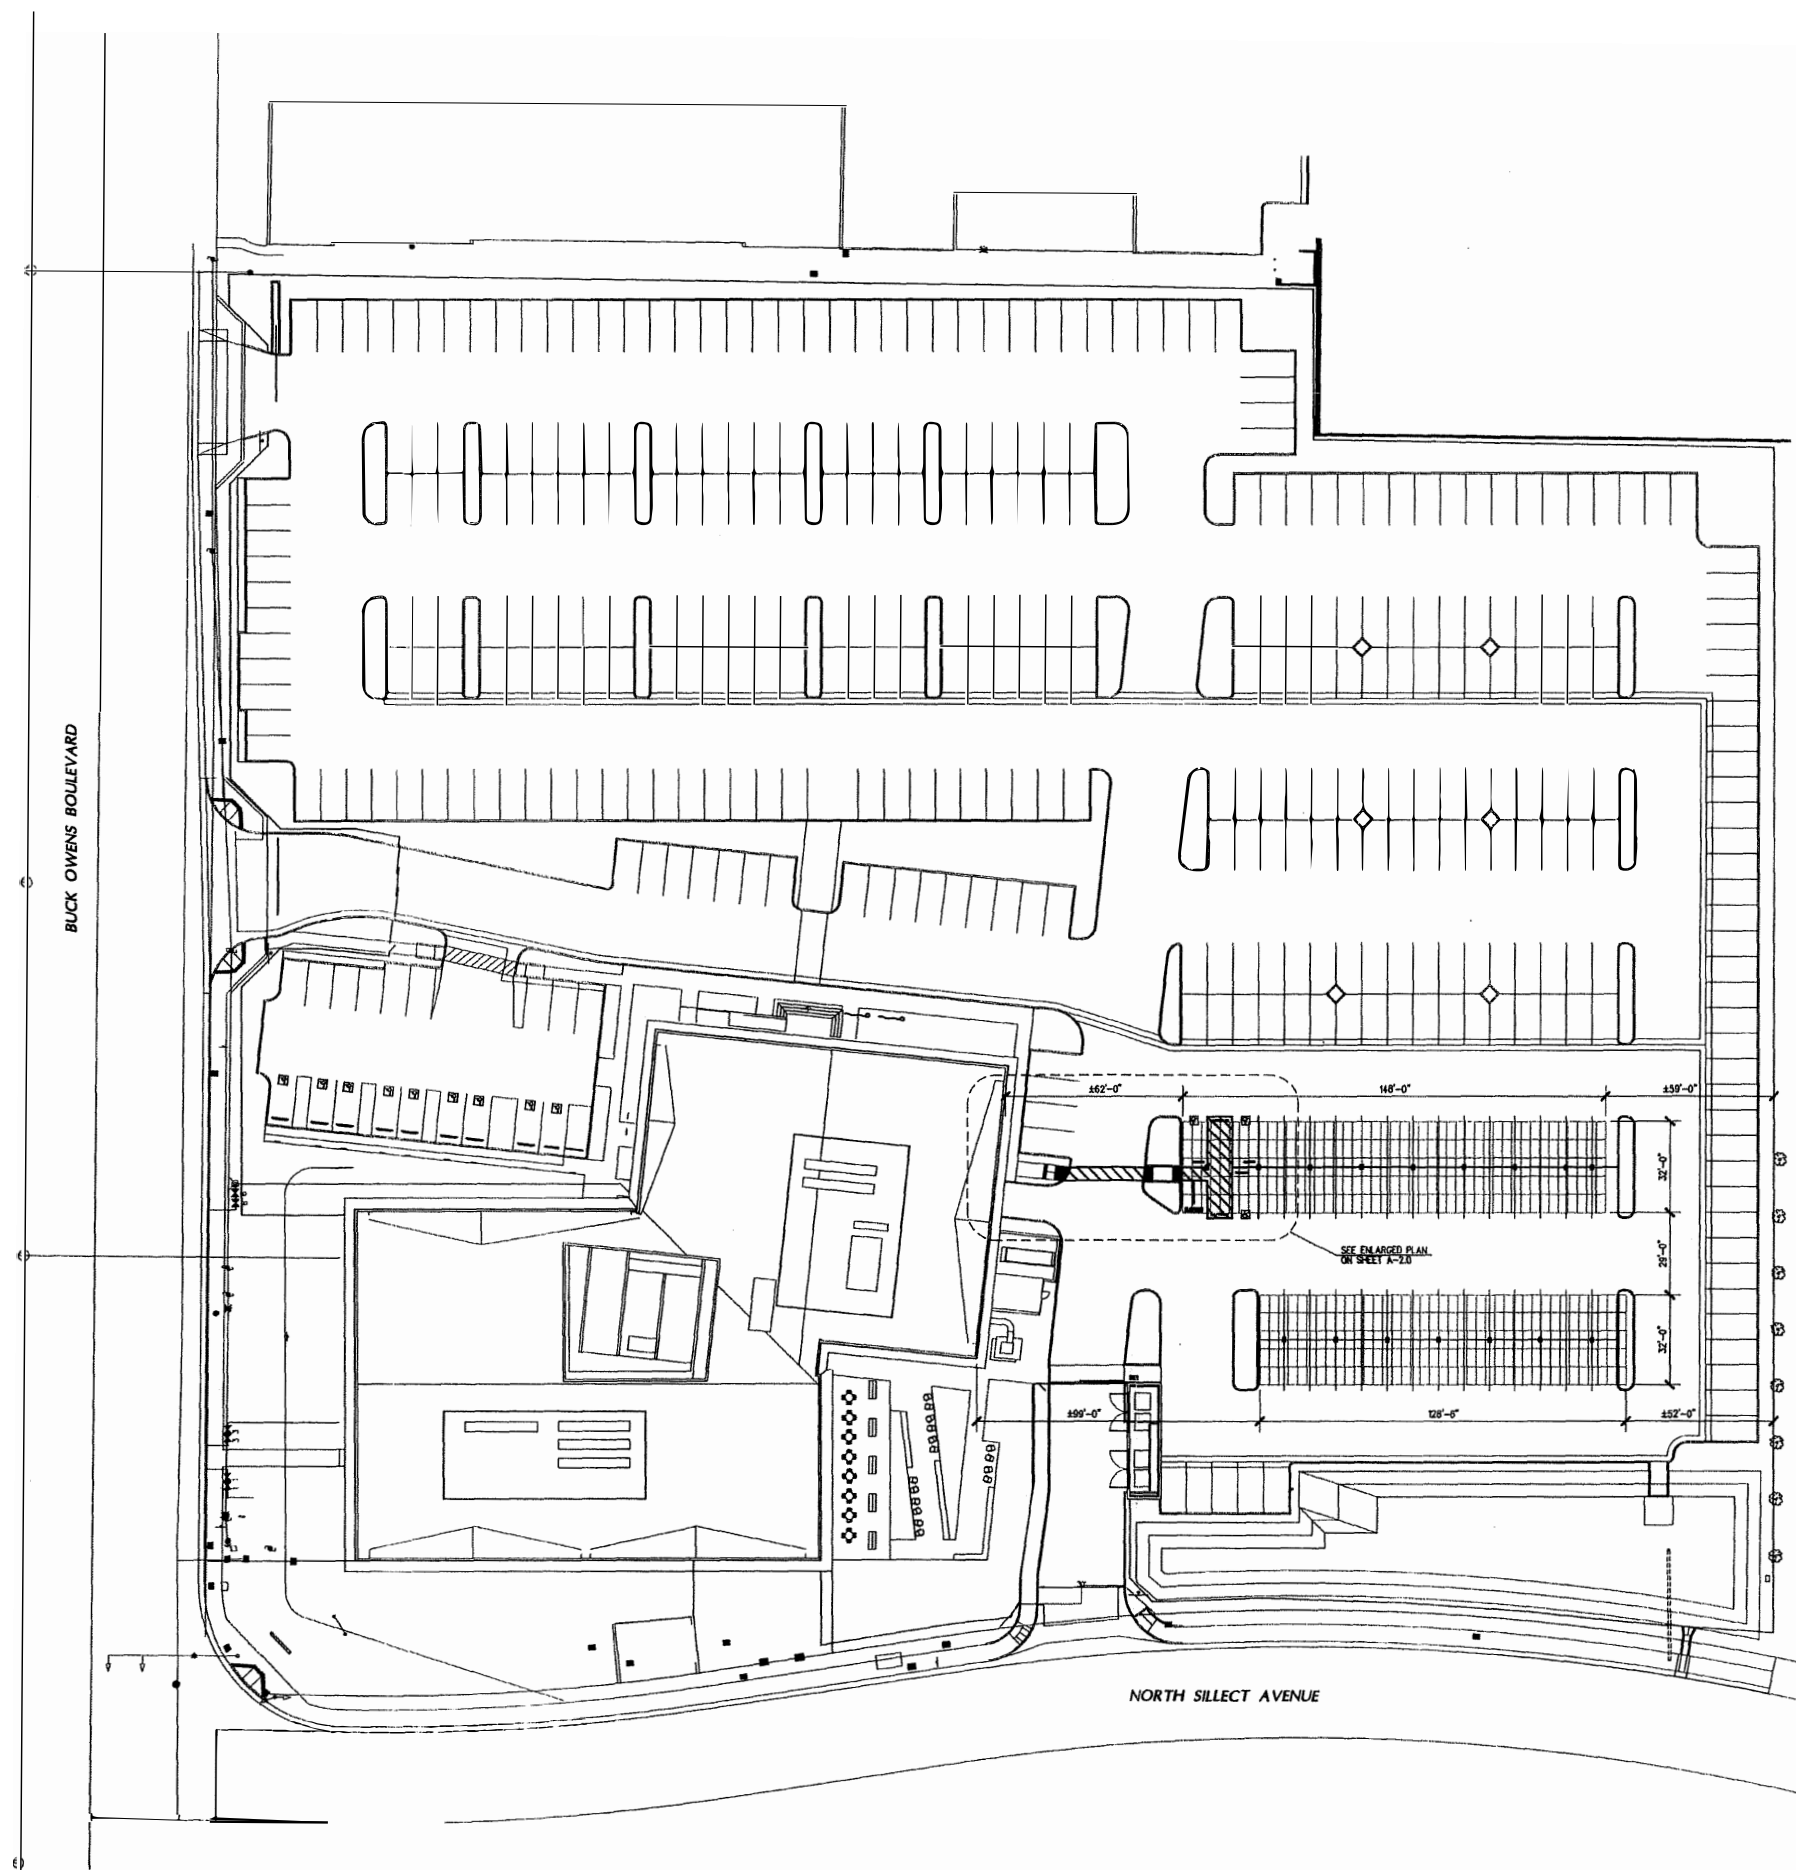 BUCK OWENS BOULEVARD
±62'-0"
148'-0"
±59'-0"
32'-0"
SEE ENLARGED PLAN
ON SHEET A-2.0
29'-0"
32'-0"
±99'-0"
128'-6"
±52'-0"
NORTH SILLECT AVENUE